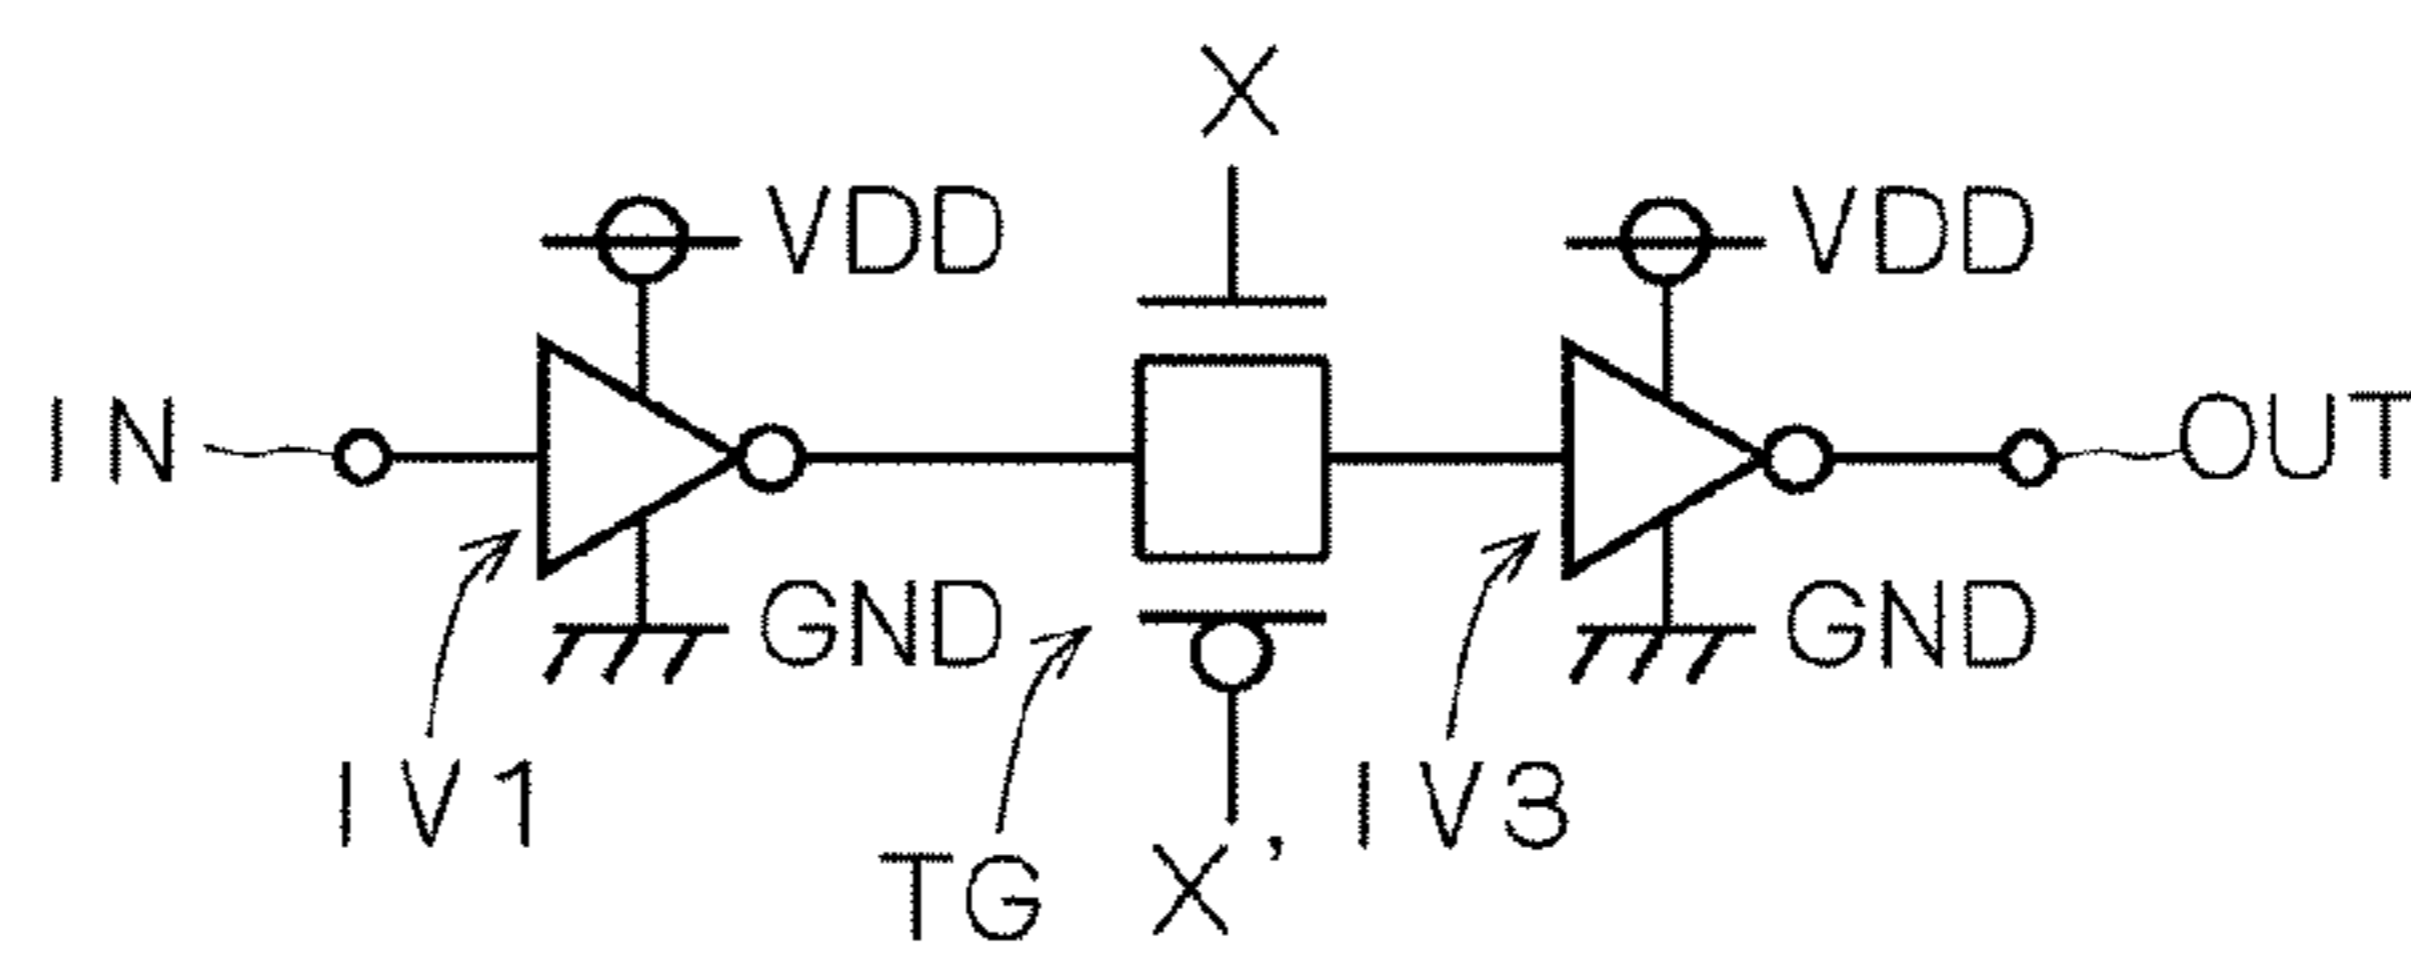 X
VDD
VDD
IN
OUT
GND
GND
IV1
IV3
TG
X'